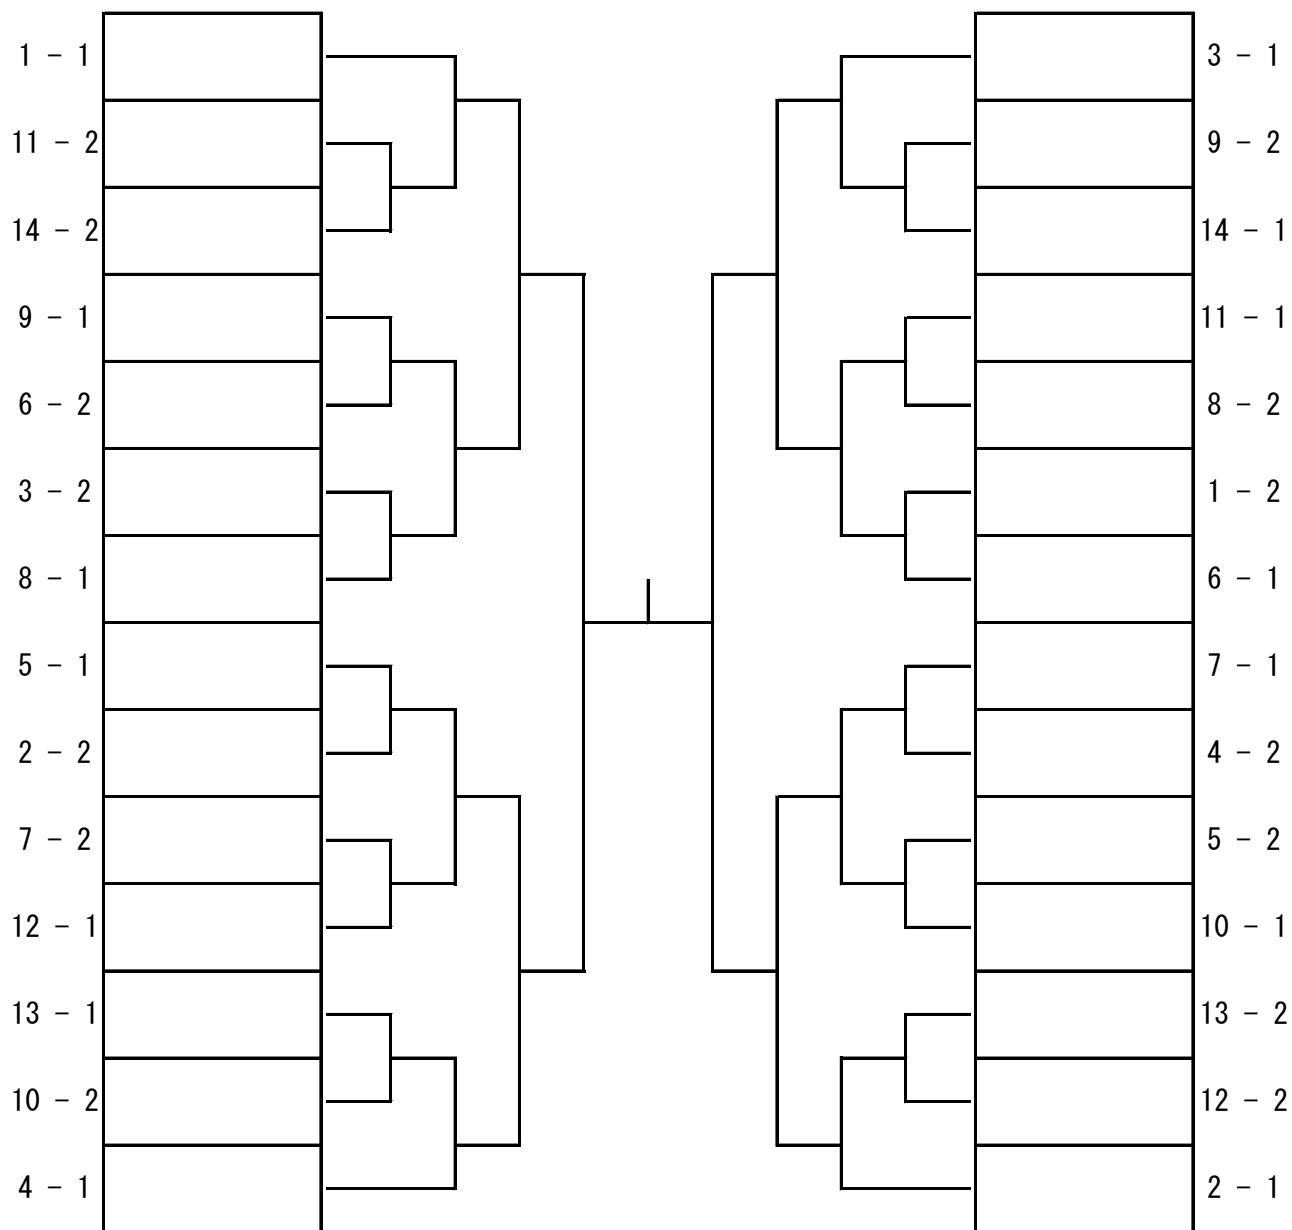 1 - 1
11 - 2
14 - 2
9 - 1
6 - 2
3 - 2
8 - 1
5 - 1
2 - 2
7 - 2
12 - 1
13 - 1
10 - 2
4 - 1
3 - 1
9 - 2
14 - 1
11 - 1
8 - 2
1 - 2
6 - 1
7 - 1
4 - 2
5 - 2
10 - 1
13 - 2
12 - 2
2 - 1